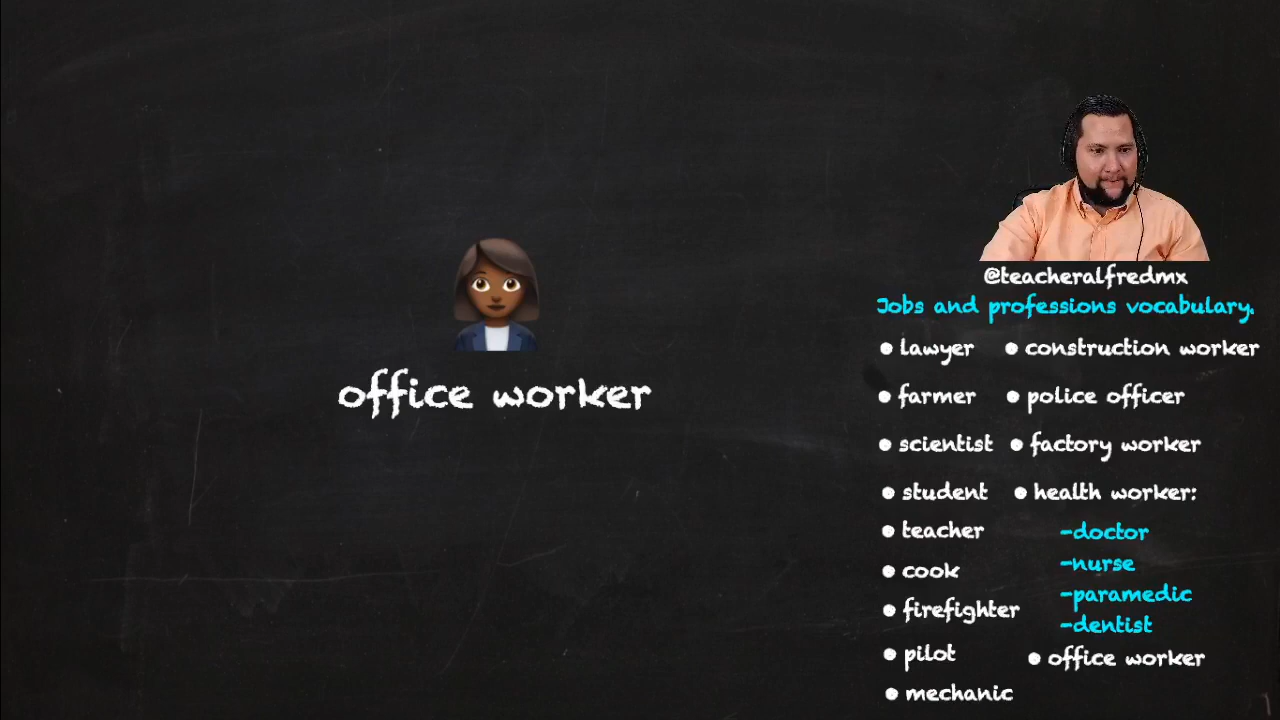 office worker
@teacheralfredmx
Jobs and professions vocabulary.
• lawyer
• farmer
• scientist
• student
• teacher
• cook
• firefighter
• pilot
• mechanic
• construction worker
• police officer
• factory worker
• health worker:
-doctor
-nurse
-paramedic
-dentist
• office worker